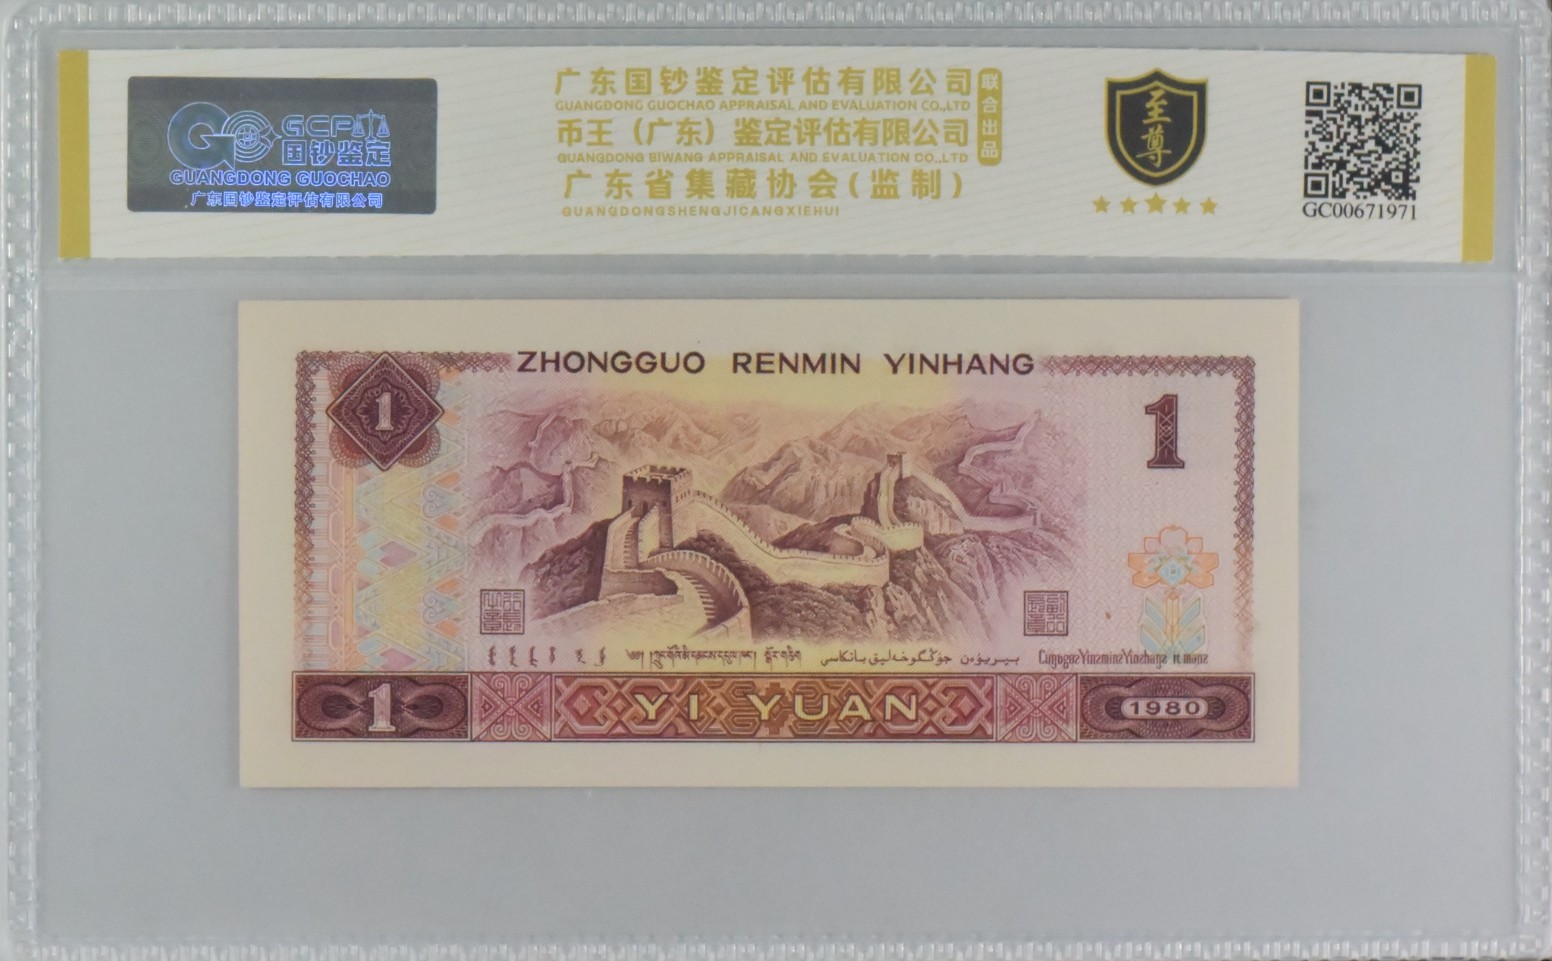 GCP
国钞鉴定
GUANGDONG GUOCHAO
广东国钞鉴定评估有限公司
广东国钞鉴定评估有限公司
GUANGDONG GUOCHAO APPRAISAL AND EVALUATION CO.,LTD
币王（广东）鉴定评估有限公司
GUANGDONG BIWANG APPRAISAL AND EVALUATION CO.,LTD
广东省集藏协会(监制)
GUANGDONGSHENGJICANGXIEHUI
联合出品
至尊
GC00671971
ZHONGGUO RENMIN YINHANG
1
1
1
YI YUAN
1980